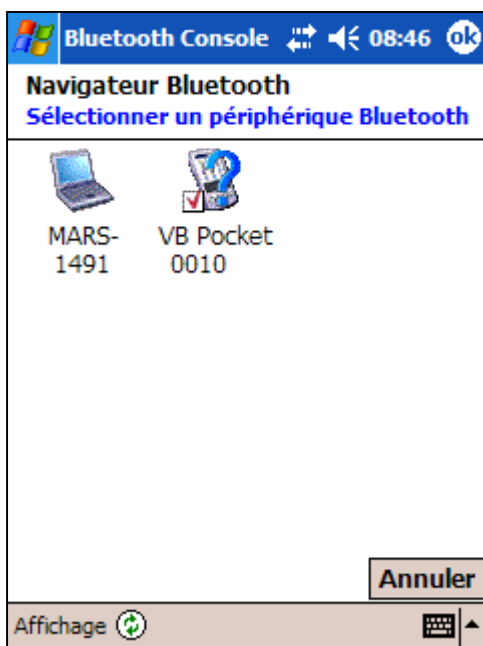 Bluetooth Console 08:46 ok
Navigateur Bluetooth
Sélectionner un périphérique Bluetooth
MARS-
1491
VB Pocket
0010
Annuler
Affichage